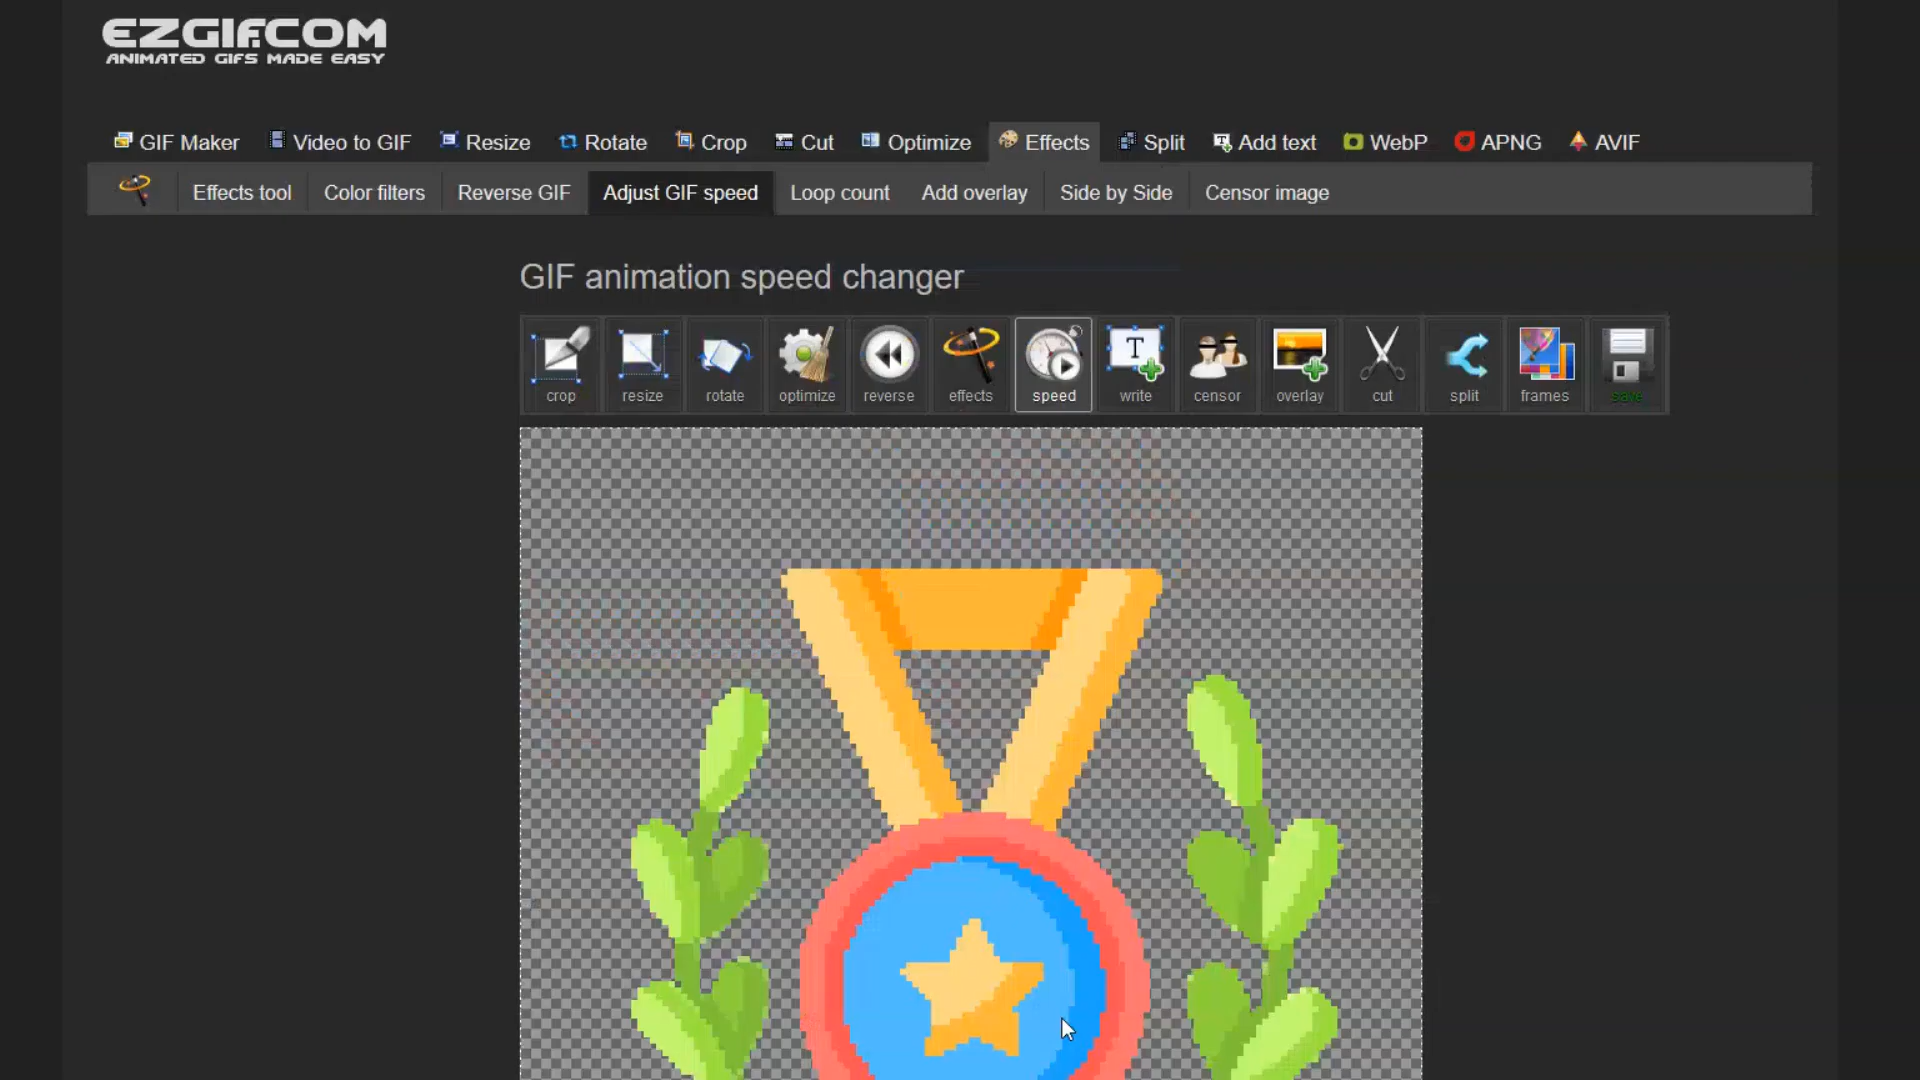 EZGIF.COM
ANIMATED GIFS MADE EASY
GIF Maker Video to GIF Resize Rotate Crop Cut Optimize Effects Split Add text WebP APNG AVIF
Effects tool Color filters Reverse GIF Adjust GIF speed Loop count Add overlay Side by Side Censor image
GIF animation speed changer
T
crop resize rotate optimize reverse effects speed write censor overlay cut split frames save